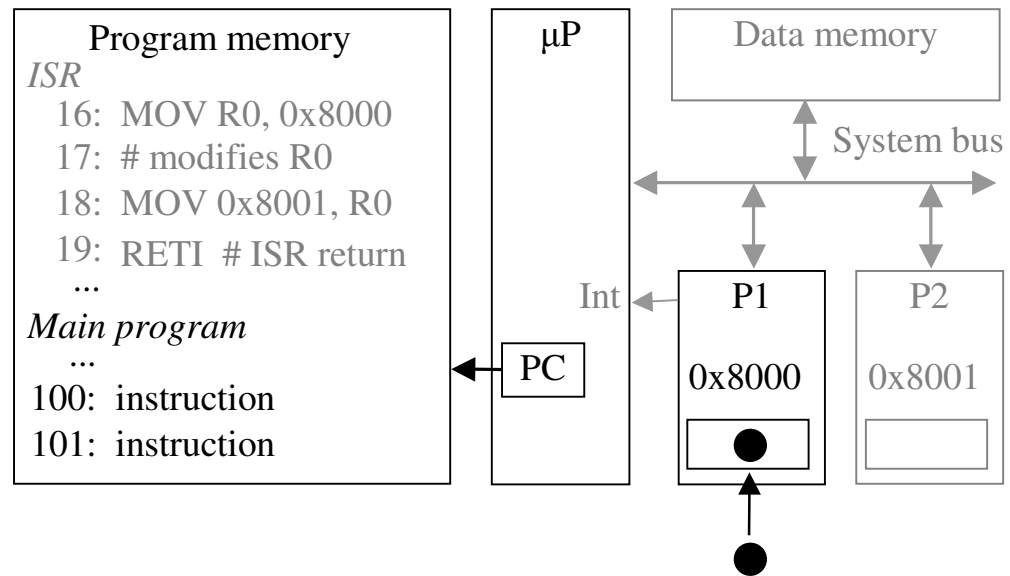 Program memory
ISR
16: MOV R0, 0x8000
17: # modifies R0
18: MOV 0x8001, R0
19: RETI # ISR return
...
Main program
...
100: instruction
101: instruction
μP
PC
Data memory
System bus
Int
P1
0x8000
P2
0x8001